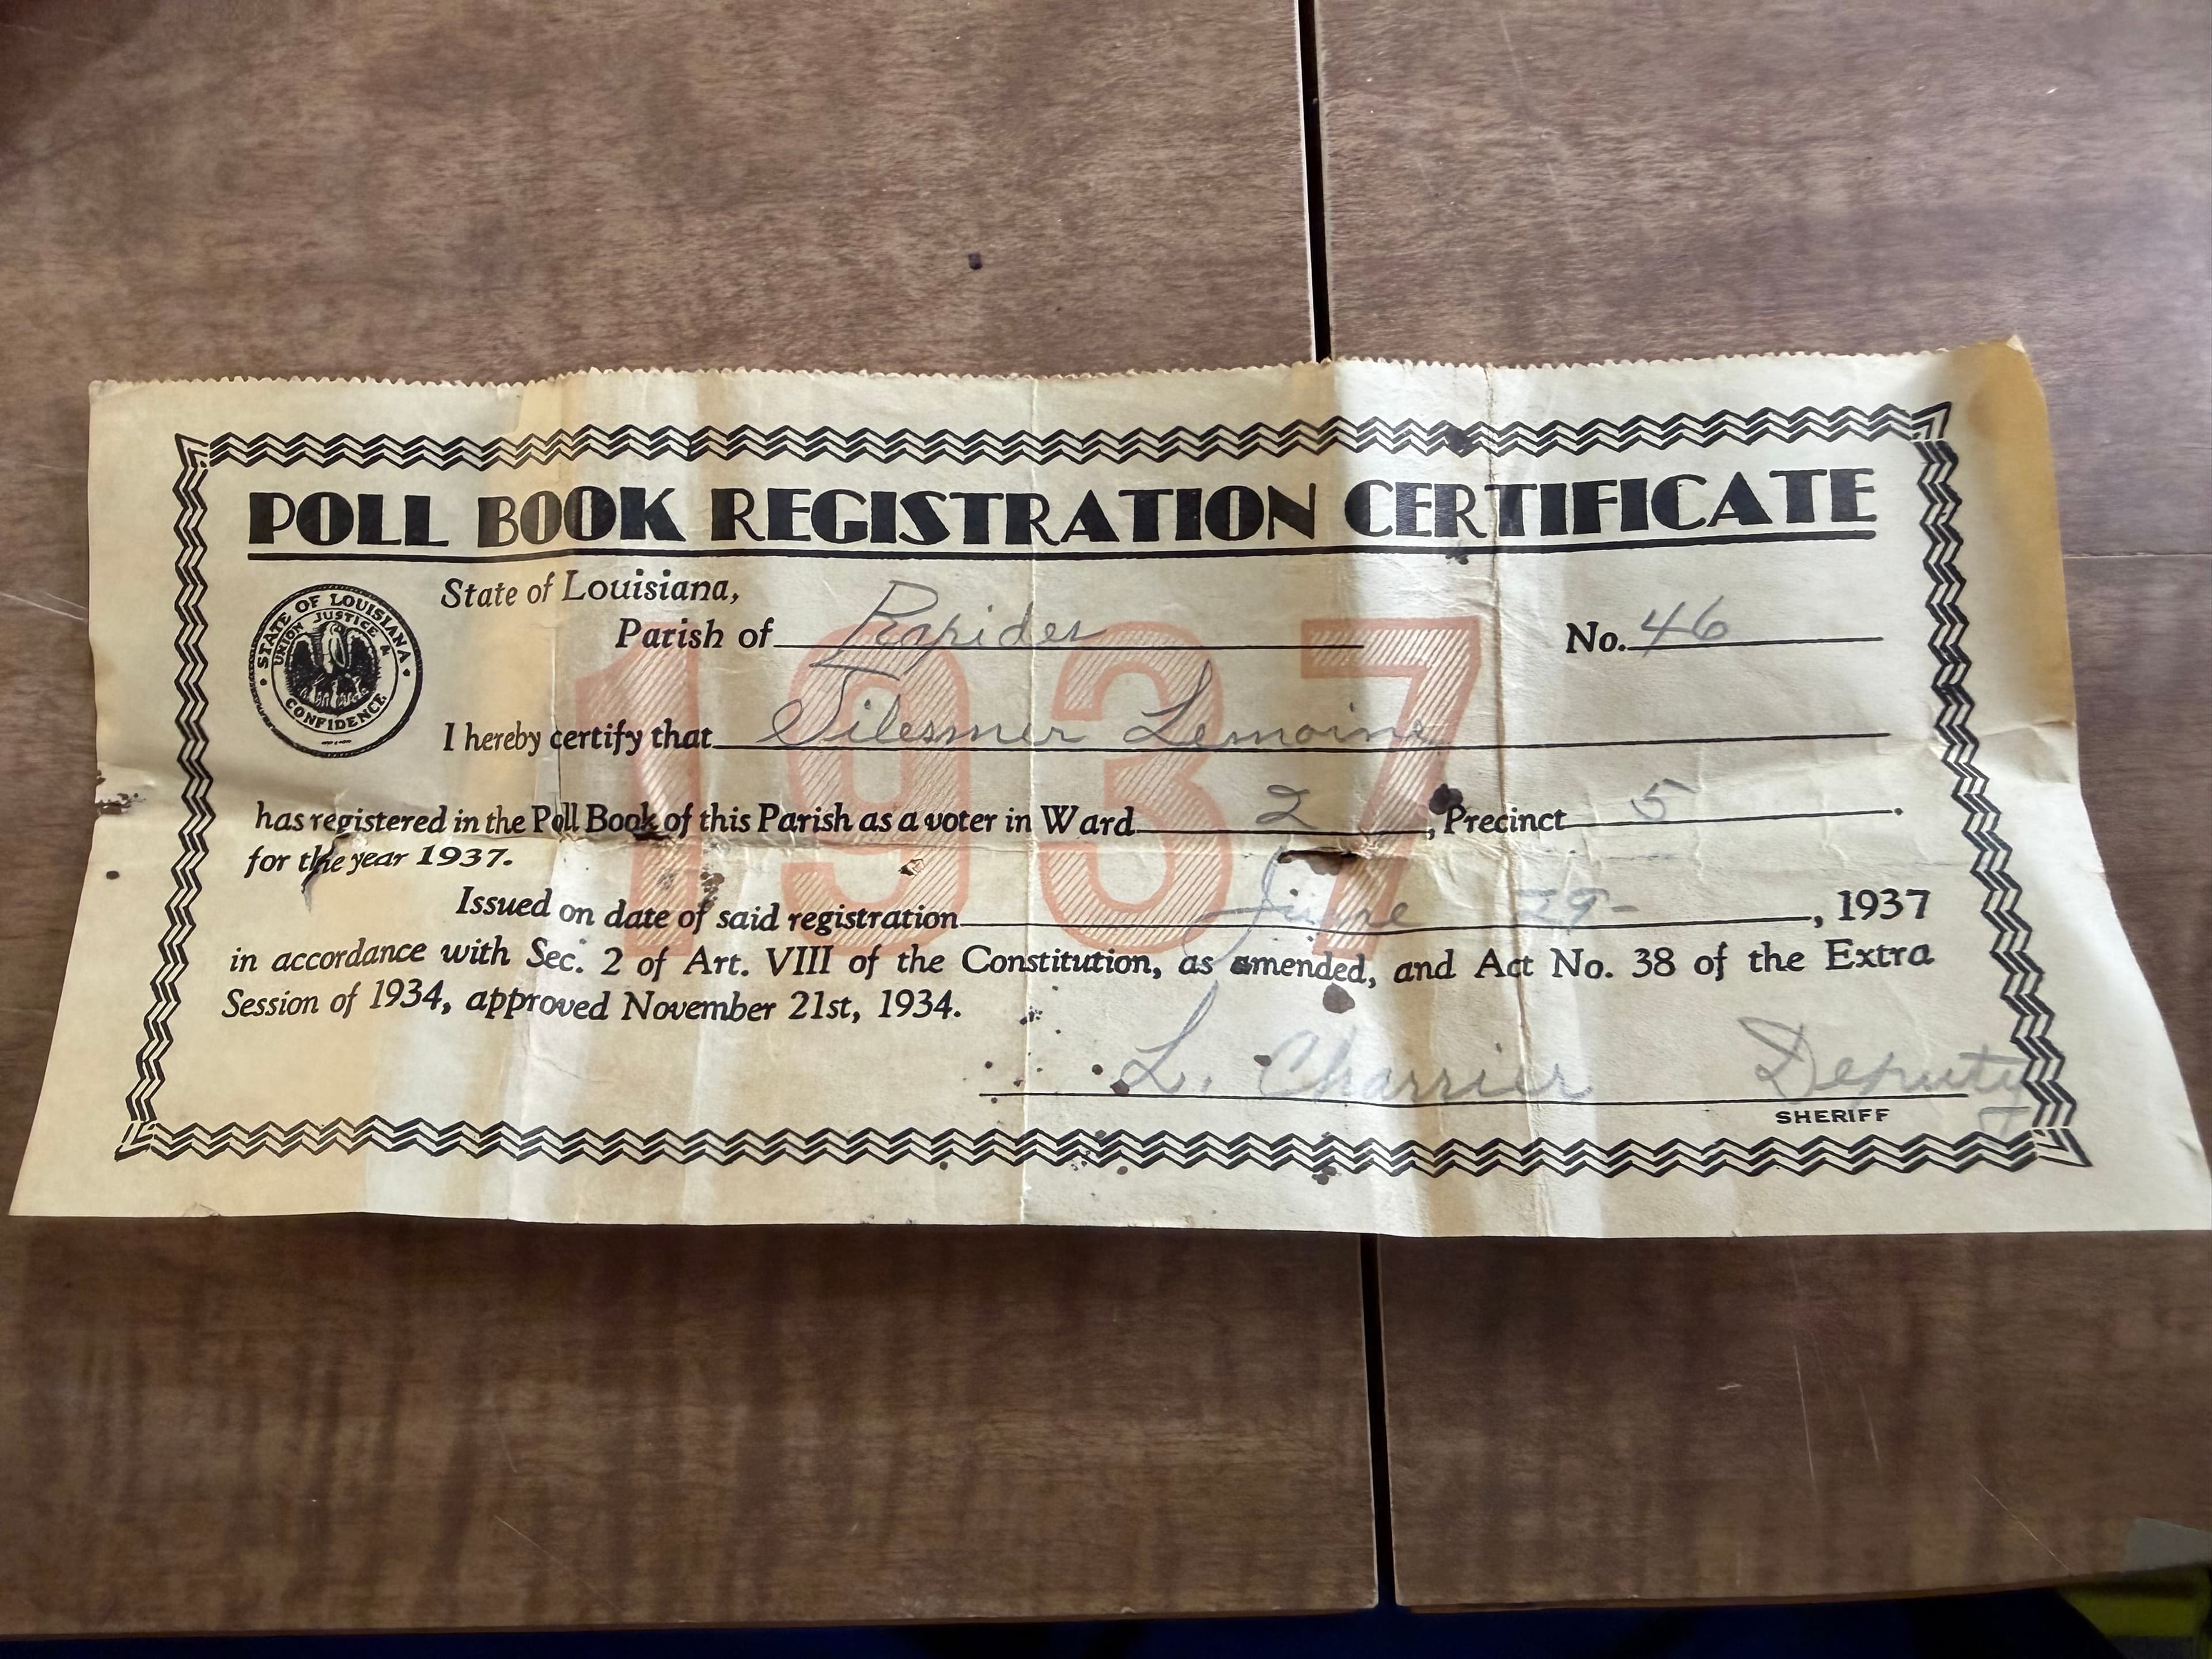 POLL BOOK REGISTRATION CERTIFICATE
STATE OF LOUISIANA
UNION JUSTICE &
CONFIDENCE
State of Louisiana,
Parish of Rapides No. 46
1937
I hereby certify that Silesmer Lemoine
has registered in the Poll Book of this Parish as a voter in Ward 2, Precinct 5.
for the year 1937.
Issued on date of said registration June 29-, 1937
in accordance with Sec. 2 of Art. VIII of the Constitution, as amended, and Act No. 38 of the Extra
Session of 1934, approved November 21st, 1934.
L. Charrier Deputy
SHERIFF